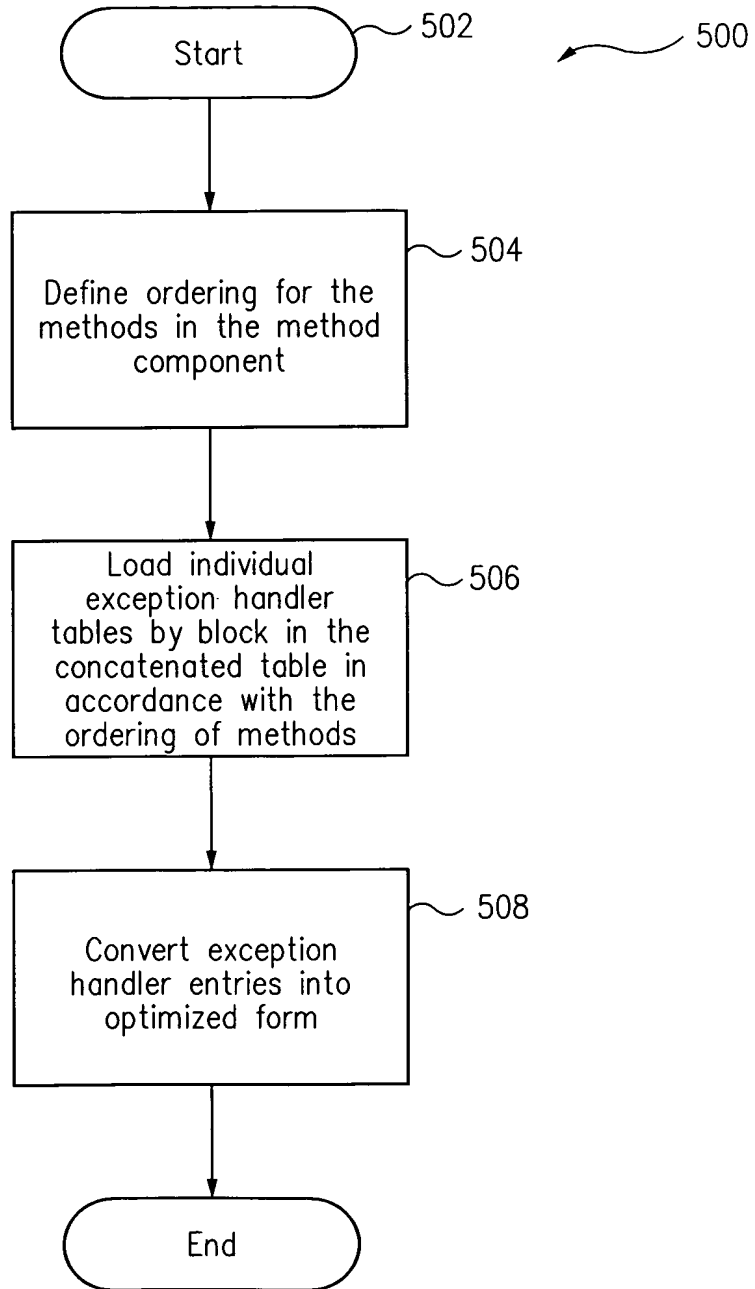 Start
502
500
504
Define ordering for the
methods in the method
component
506
Load individual
exception handler
tables by block in the
concatenated table in
accordance with the
ordering of methods
508
Convert exception
handler entries into
optimized form
End